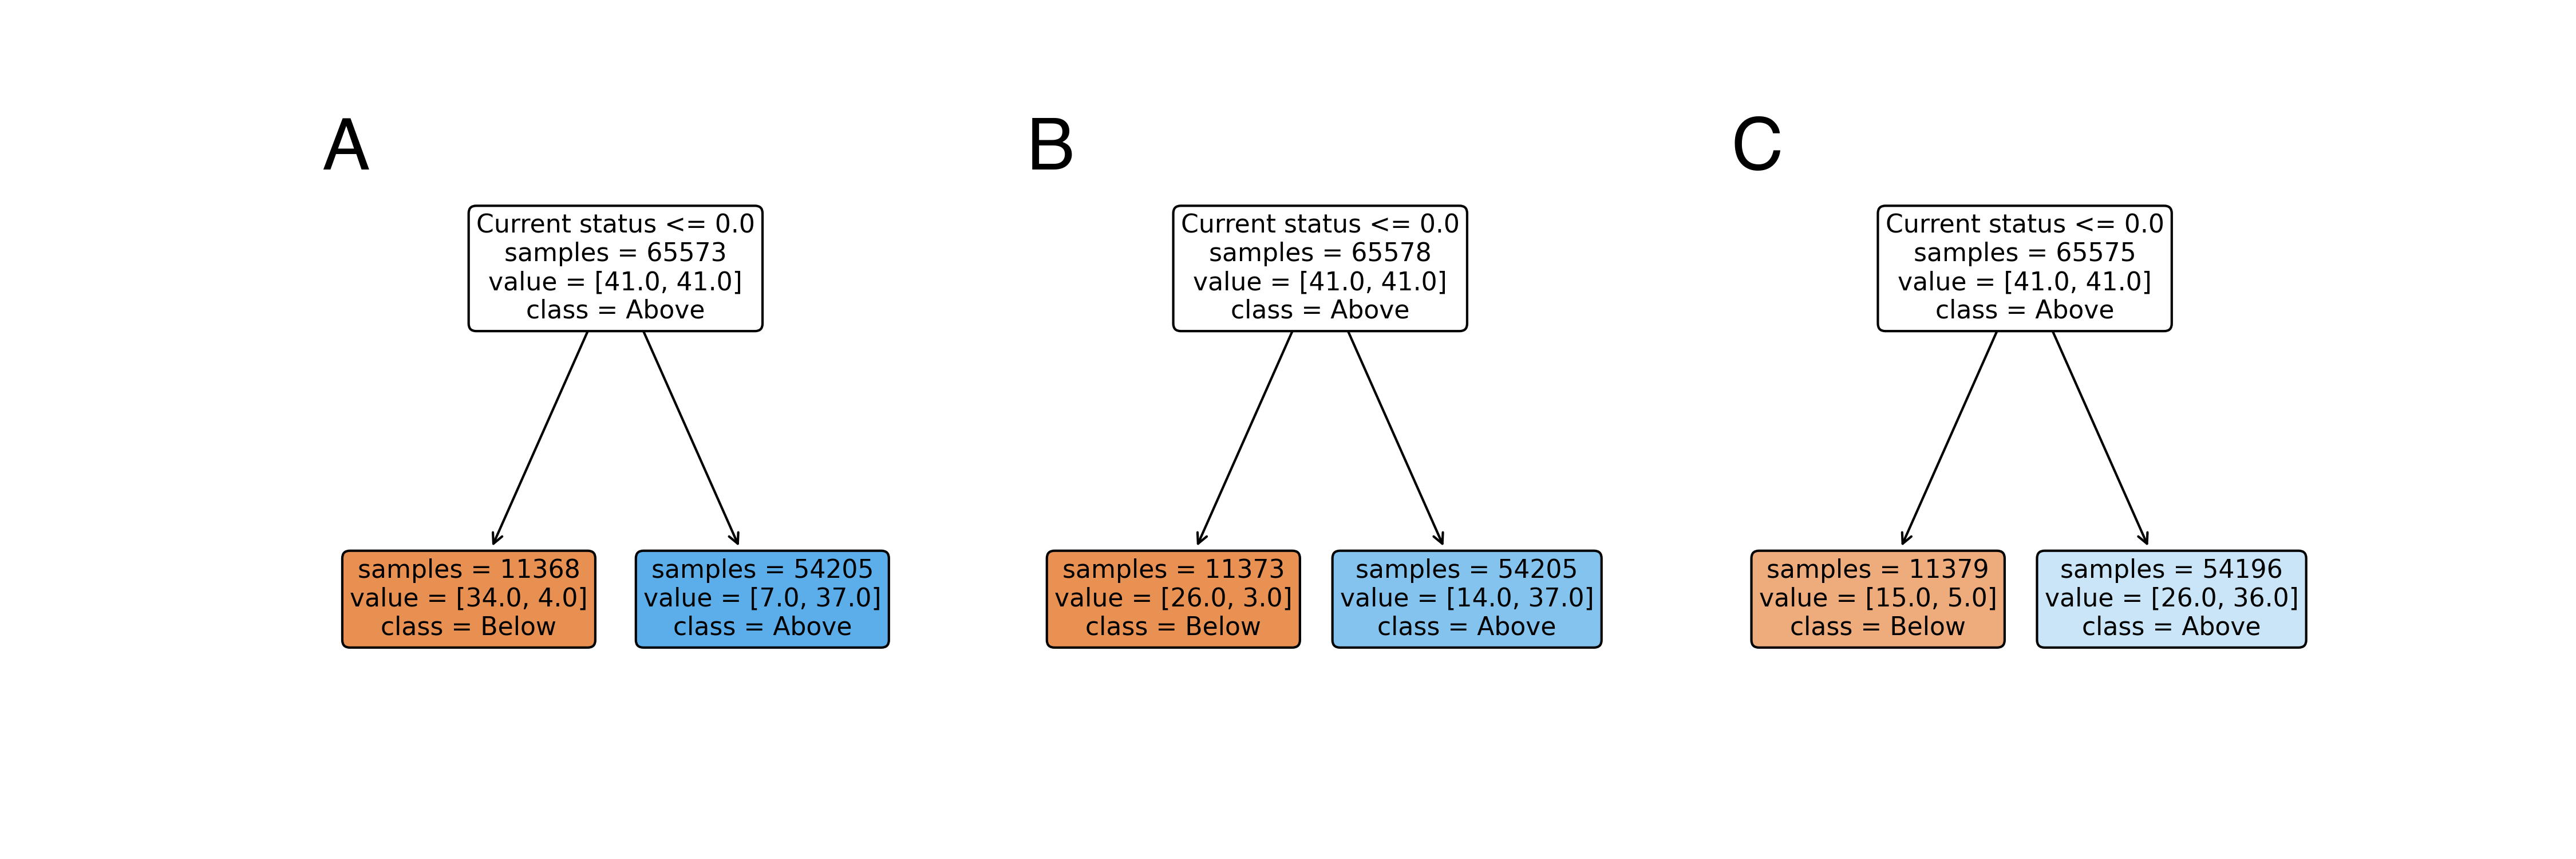 A
Current status <= 0.0
samples = 65573
value = [41.0, 41.0]
class = Above
samples = 11368
value = [34.0, 4.0]
class = Below
samples = 54205
value = [7.0, 37.0]
class = Above
B
Current status <= 0.0
samples = 65578
value = [41.0, 41.0]
class = Above
samples = 11373
value = [26.0, 3.0]
class = Below
samples = 54205
value = [14.0, 37.0]
class = Above
C
Current status <= 0.0
samples = 65575
value = [41.0, 41.0]
class = Above
samples = 11379
value = [15.0, 5.0]
class = Below
samples = 54196
value = [26.0, 36.0]
class = Above